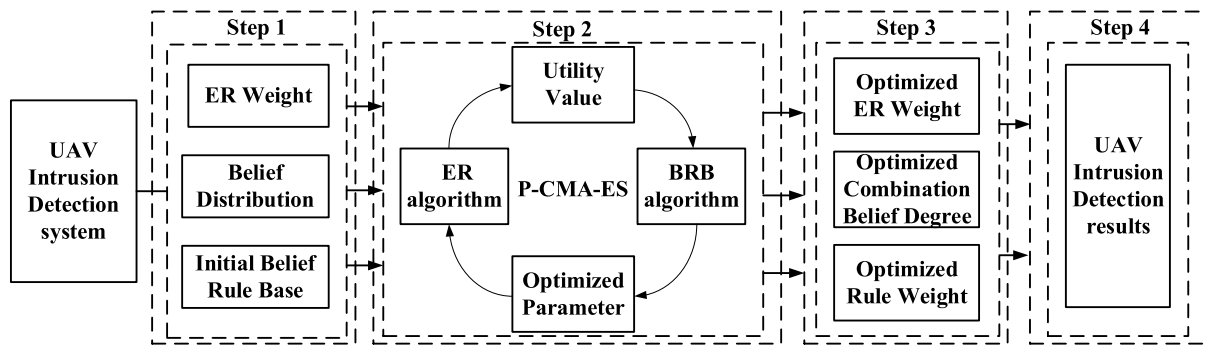 UAV
Intrusion
Detection
system
Step 1
ER Weight
Belief
Distribution
Initial Belief
Rule Base
Step 2
Utility
Value
ER
algorithm
P-CMA-ES
BRB
algorithm
Optimized
Parameter
Step 3
Optimized
ER Weight
Optimized
Combination
Belief Degree
Optimized
Rule Weight
Step 4
UAV
Intrusion
Detection
results